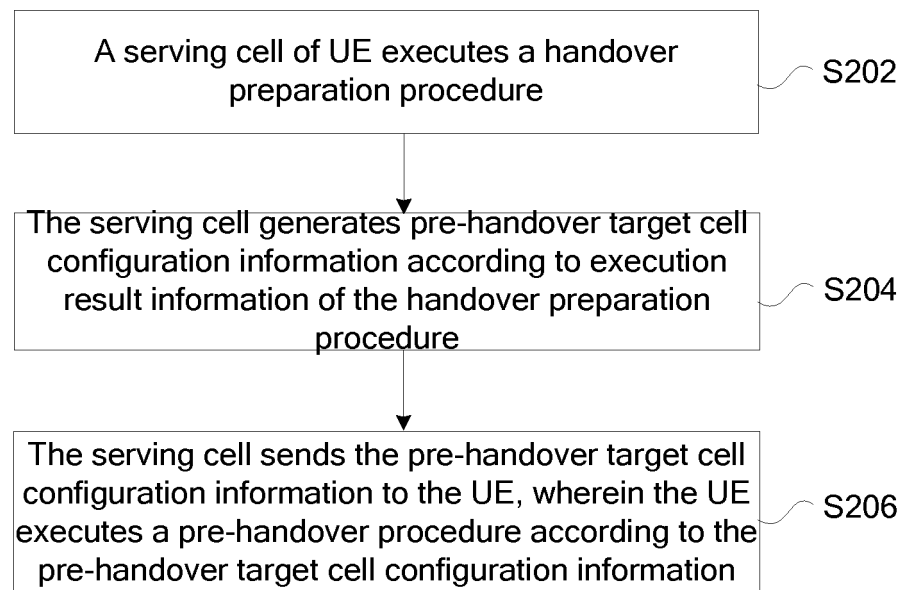 A serving cell of UE executes a handover
preparation procedure
S202
The serving cell generates pre-handover target cell
configuration information according to execution
result information of the handover preparation
procedure
S204
The serving cell sends the pre-handover target cell
configuration information to the UE, wherein the UE
executes a pre-handover procedure according to the
pre-handover target cell configuration information
S206